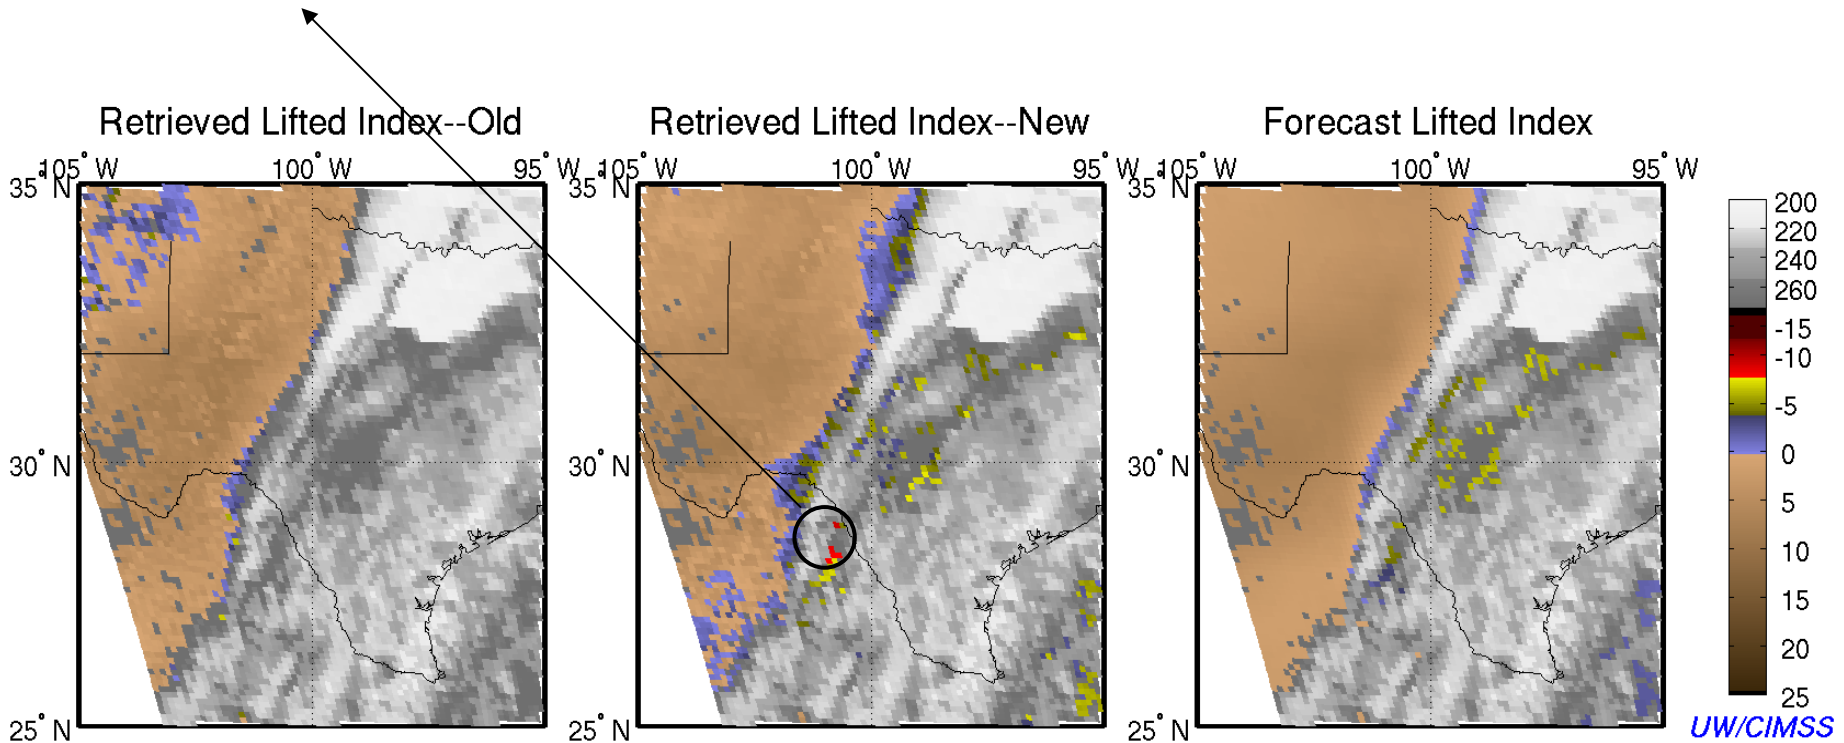 Retrieved Lifted Index--Old
Retrieved Lifted Index--New
Forecast Lifted Index
105° W 100° W 95° W
105° W 100° W 95° W
105° W 100° W 95° W
35° N
30° N
25° N
35° N
30° N
25° N
35° N
30° N
25° N
200
220
240
260
-15
-10
-5
0
5
10
15
20
25
UW/CIMSS